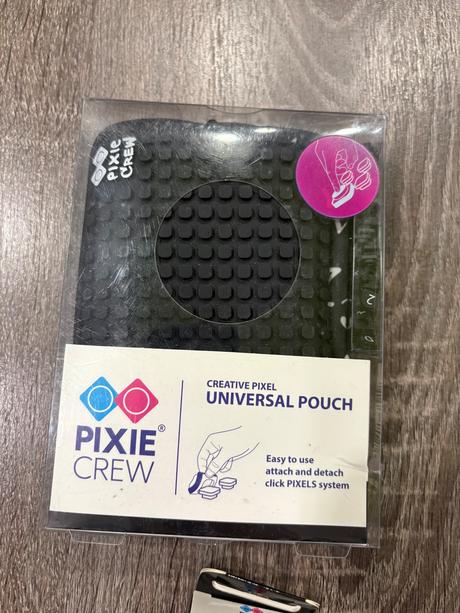 PIXIE
CREW
PIXIE®
CREW
CREATIVE PIXEL
UNIVERSAL POUCH
Easy to use
attach and detach
click PIXELS system